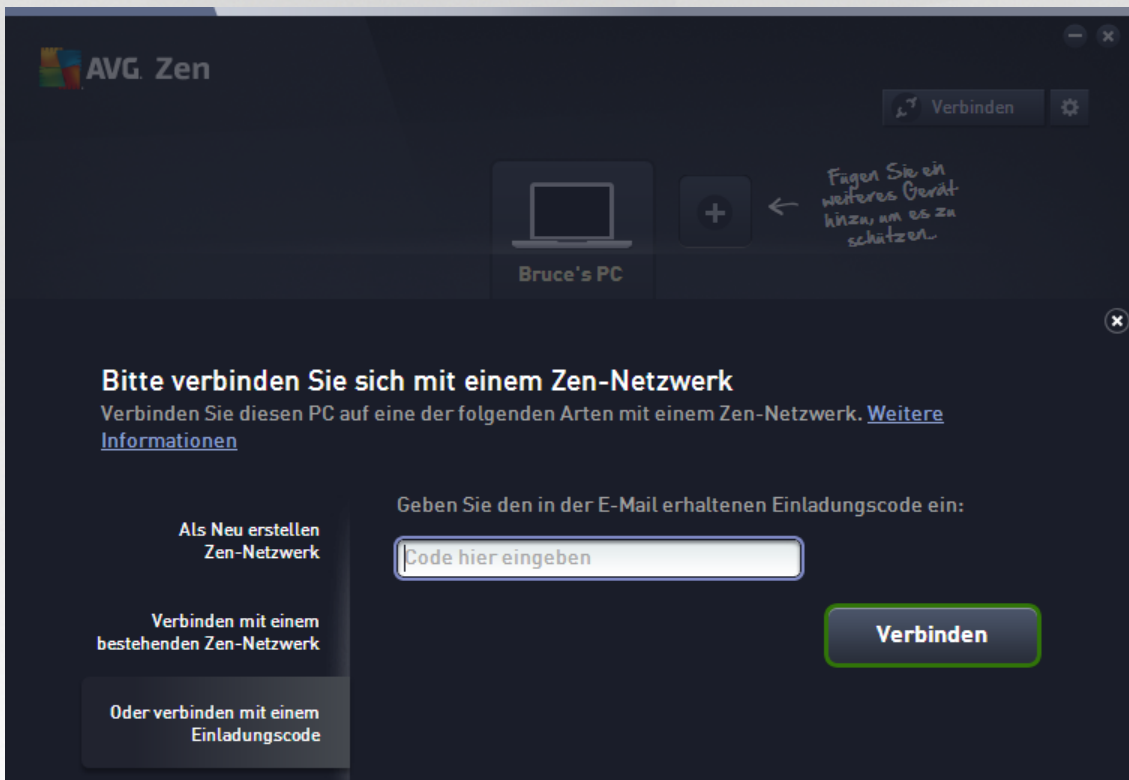 AVG. Zen
Verbinden
Fügen Sie ein
weiteres Gerät
hinzu, um es zu
schützen...
Bruce's PC
Bitte verbinden Sie sich mit einem Zen-Netzwerk
Verbinden Sie diesen PC auf eine der folgenden Arten mit einem Zen-Netzwerk. Weitere
Informationen
Als Neu erstellen
Zen-Netzwerk
Verbinden mit einem
bestehenden Zen-Netzwerk
Oder verbinden mit einem
Einladungscode
Geben Sie den in der E-Mail erhaltenen Einladungscode ein:
Code hier eingeben
Verbinden